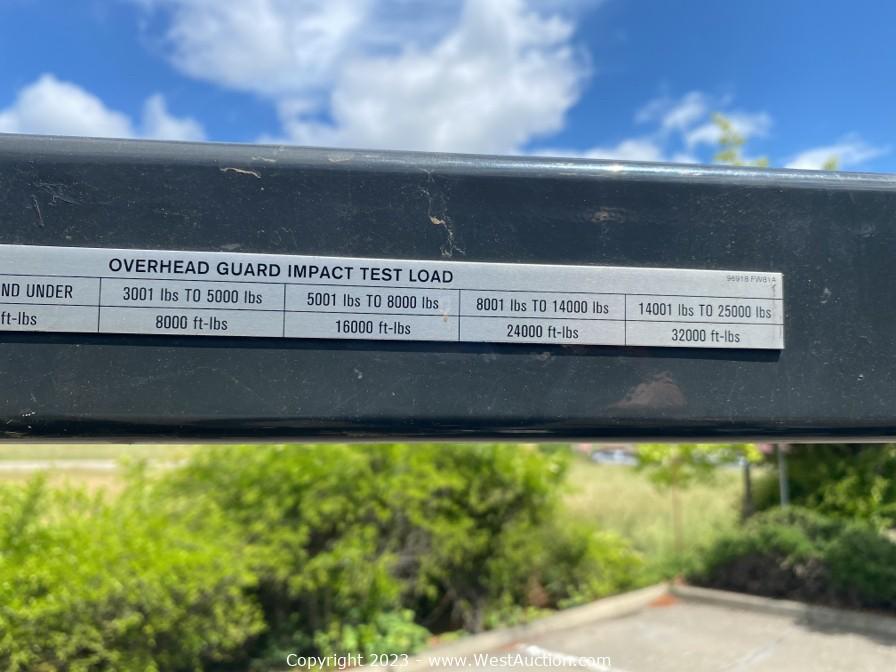 OVERHEAD GUARD IMPACT TEST LOAD 96918 FW81A
ND UNDER 3001 lbs TO 5000 lbs 5001 lbs TO 8000 lbs 8001 lbs TO 14000 lbs 14001 lbs TO 25000 lbs
ft-lbs 8000 ft-lbs 16000 ft-lbs 24000 ft-lbs 32000 ft-lbs
Copyright 2023 - www.WestAuction.com